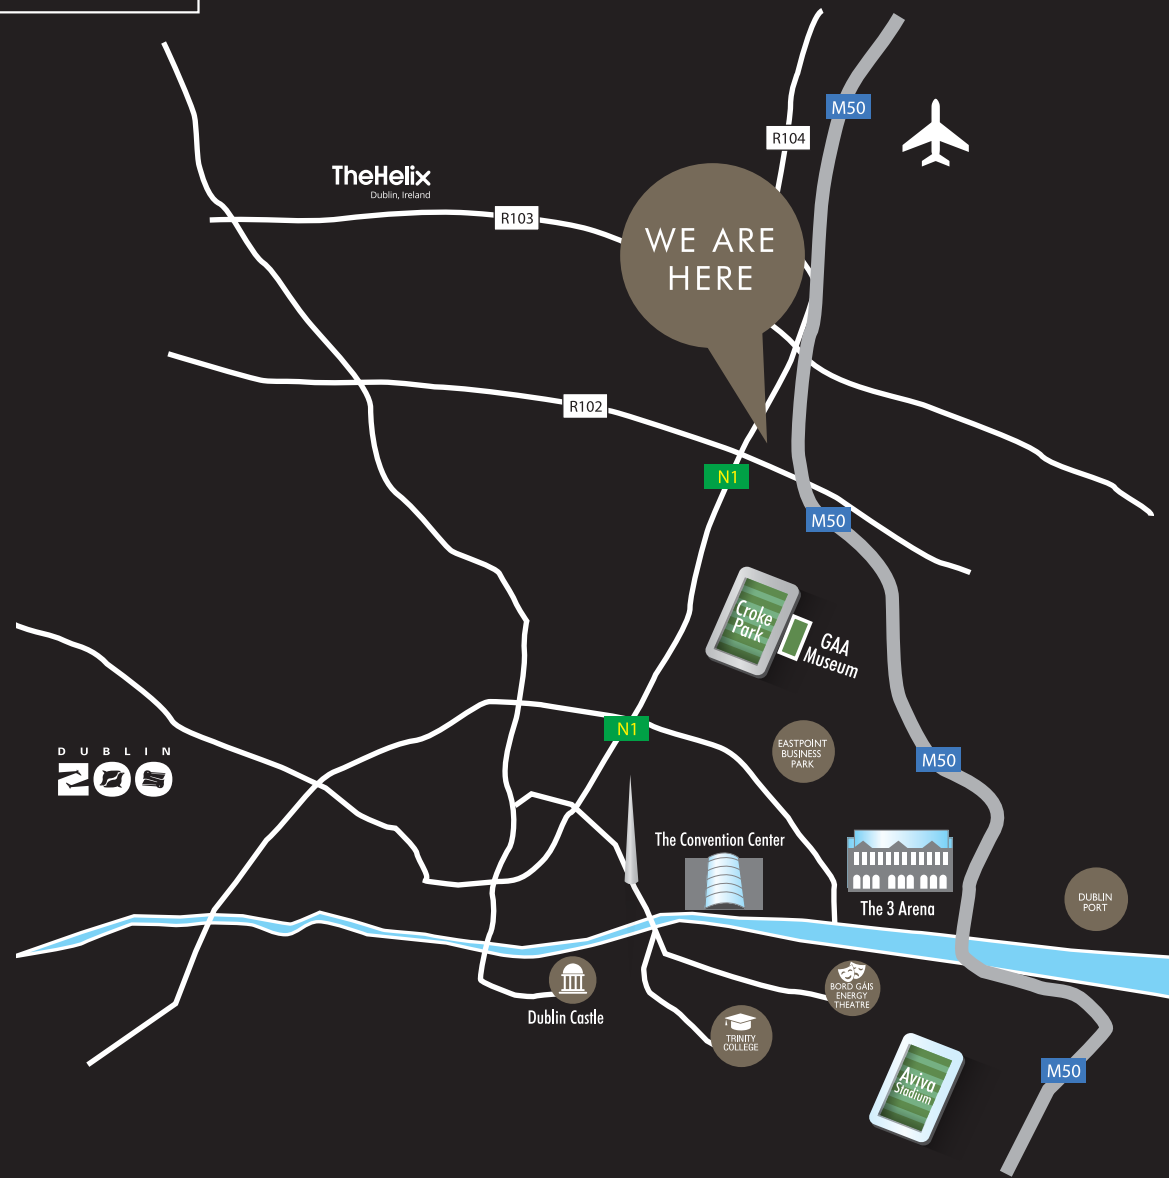 M50
R104
TheHelix
Dublin, Ireland
R103
WE ARE
HERE
R102
N1
M50
Croke
Park
GAA
Museum
N1
EASTPOINT
BUSINESS
PARK
M50
DUBLIN
ZOO
The Convention Center
The 3 Arena
DUBLIN
PORT
Dublin Castle
BORD GÁIS
ENERGY
THEATRE
TRINITY
COLLEGE
Aviva
Stadium
M50